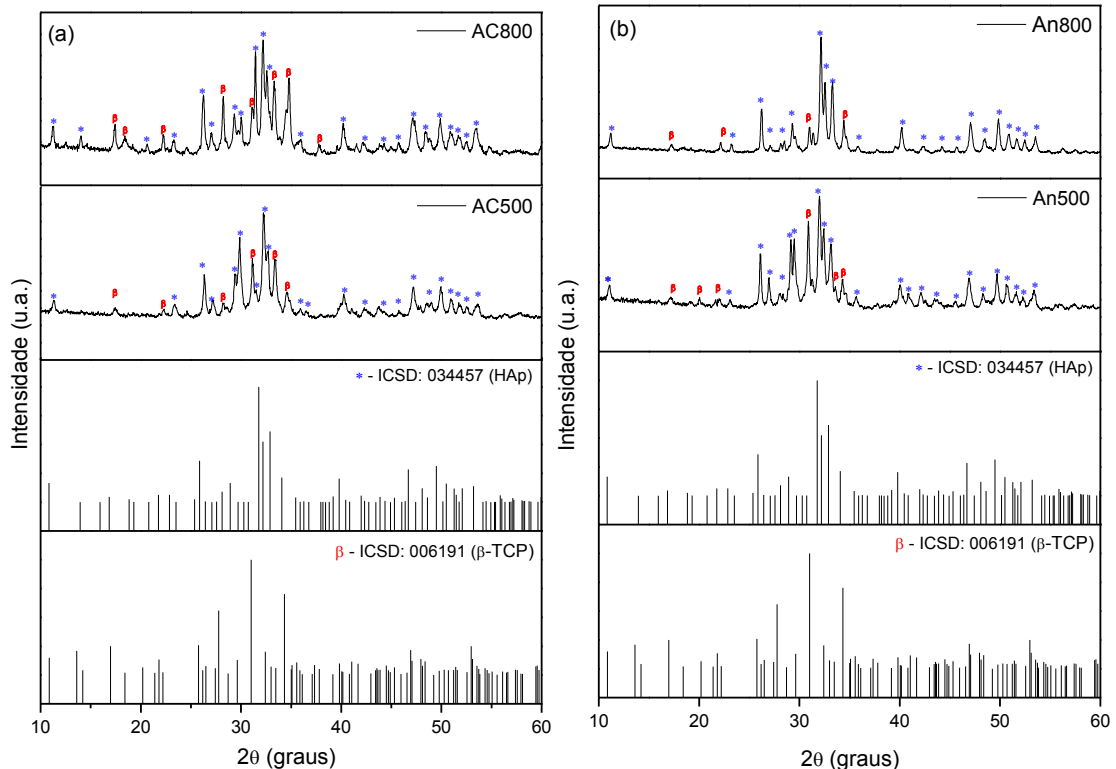 (a)
AC800
AC500
* - ICSD: 034457 (HAp)
β - ICSD: 006191 (β-TCP)
Intensidade (u.a.)
10 20 30 40 50 60
2θ (graus)
(b)
An800
An500
* - ICSD: 034457 (HAp)
β - ICSD: 006191 (β-TCP)
Intensidade (u.a.)
10 20 30 40 50 60
2θ (graus)